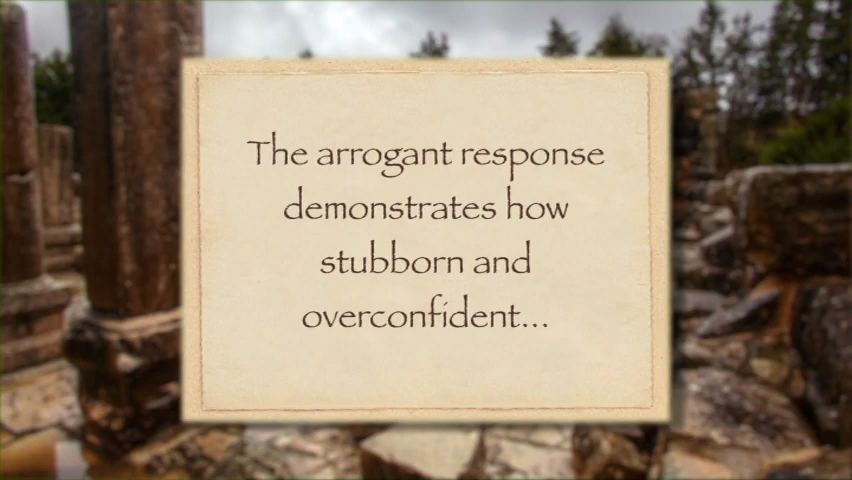 The arrogant response
demonstrates how
stubborn and
overconfident...